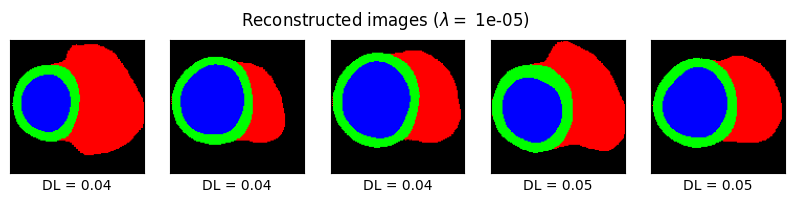 Reconstructed images (λ = 1e-05)
DL = 0.04
DL = 0.04
DL = 0.04
DL = 0.05
DL = 0.05